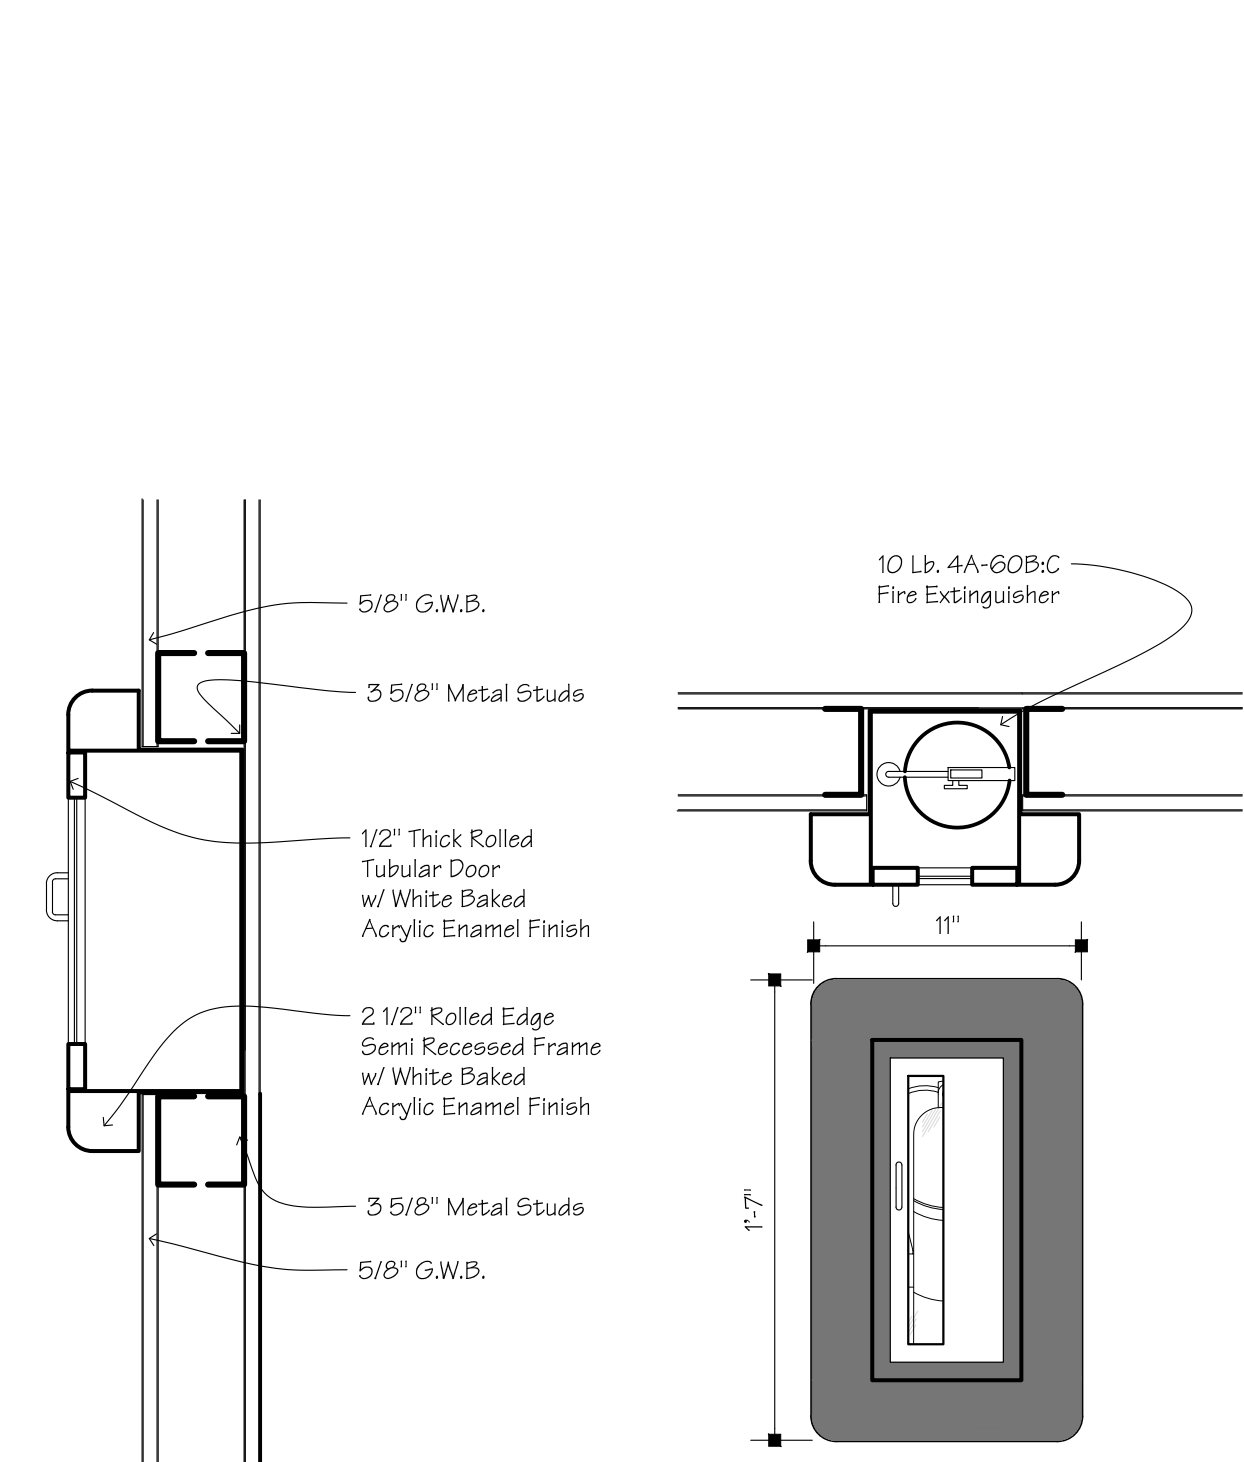 5/8" G.W.B.
3 5/8" Metal Studs
1/2" Thick Rolled
Tubular Door
w/ White Baked
Acrylic Enamel Finish
2 1/2" Rolled Edge
Semi Recessed Frame
w/ White Baked
Acrylic Enamel Finish
3 5/8" Metal Studs
5/8" G.W.B.
10 Lb. 4A-60B:C
Fire Extinguisher
11"
1'-7"